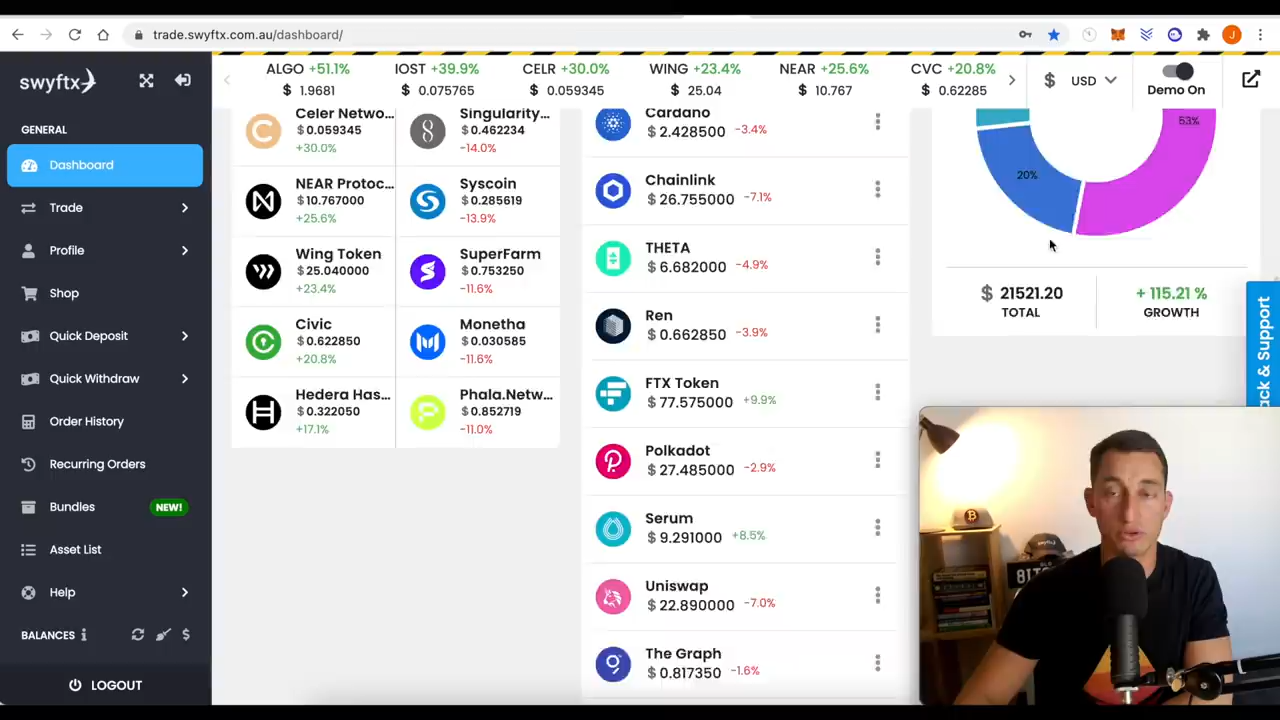 trade.swyftx.com.au/dashboard/
J
swyftx
ALGO +51.1%
$ 1.9681
IOST +39.9%
$ 0.075765
CELR +30.0%
$ 0.059345
WING +23.4%
$ 25.04
NEAR +25.6%
$ 10.767
CVC +20.8%
$ 0.62285
$ USD
Demo On
GENERAL
Dashboard
Trade
Profile
Shop
Quick Deposit
Quick Withdraw
Order History
Recurring Orders
Bundles NEW!
Asset List
Help
BALANCES
LOGOUT
Celer Netwo...
$ 0.059345
+30.0%
NEAR Protoc...
$ 10.767000
+25.6%
Wing Token
$ 25.040000
+23.4%
Civic
$ 0.622850
+20.8%
Hedera Has...
$ 0.322050
+17.1%
Singularity...
$ 0.462234
-14.0%
Syscoin
$ 0.285619
-13.9%
SuperFarm
$ 0.753250
-11.6%
Monetha
$ 0.030585
-11.6%
Phala.Netw...
$ 0.852719
-11.0%
Cardano
$ 2.428500 -3.4%
Chainlink
$ 26.755000 -7.1%
THETA
$ 6.682000 -4.9%
Ren
$ 0.662850 -3.9%
FTX Token
$ 77.575000 +9.9%
Polkadot
$ 27.485000 -2.9%
Serum
$ 9.291000 +8.5%
Uniswap
$ 22.890000 -7.0%
The Graph
$ 0.817350 -1.6%
53%
20%
$ 21521.20
TOTAL
+ 115.21 %
GROWTH
ck & Support
swyftx